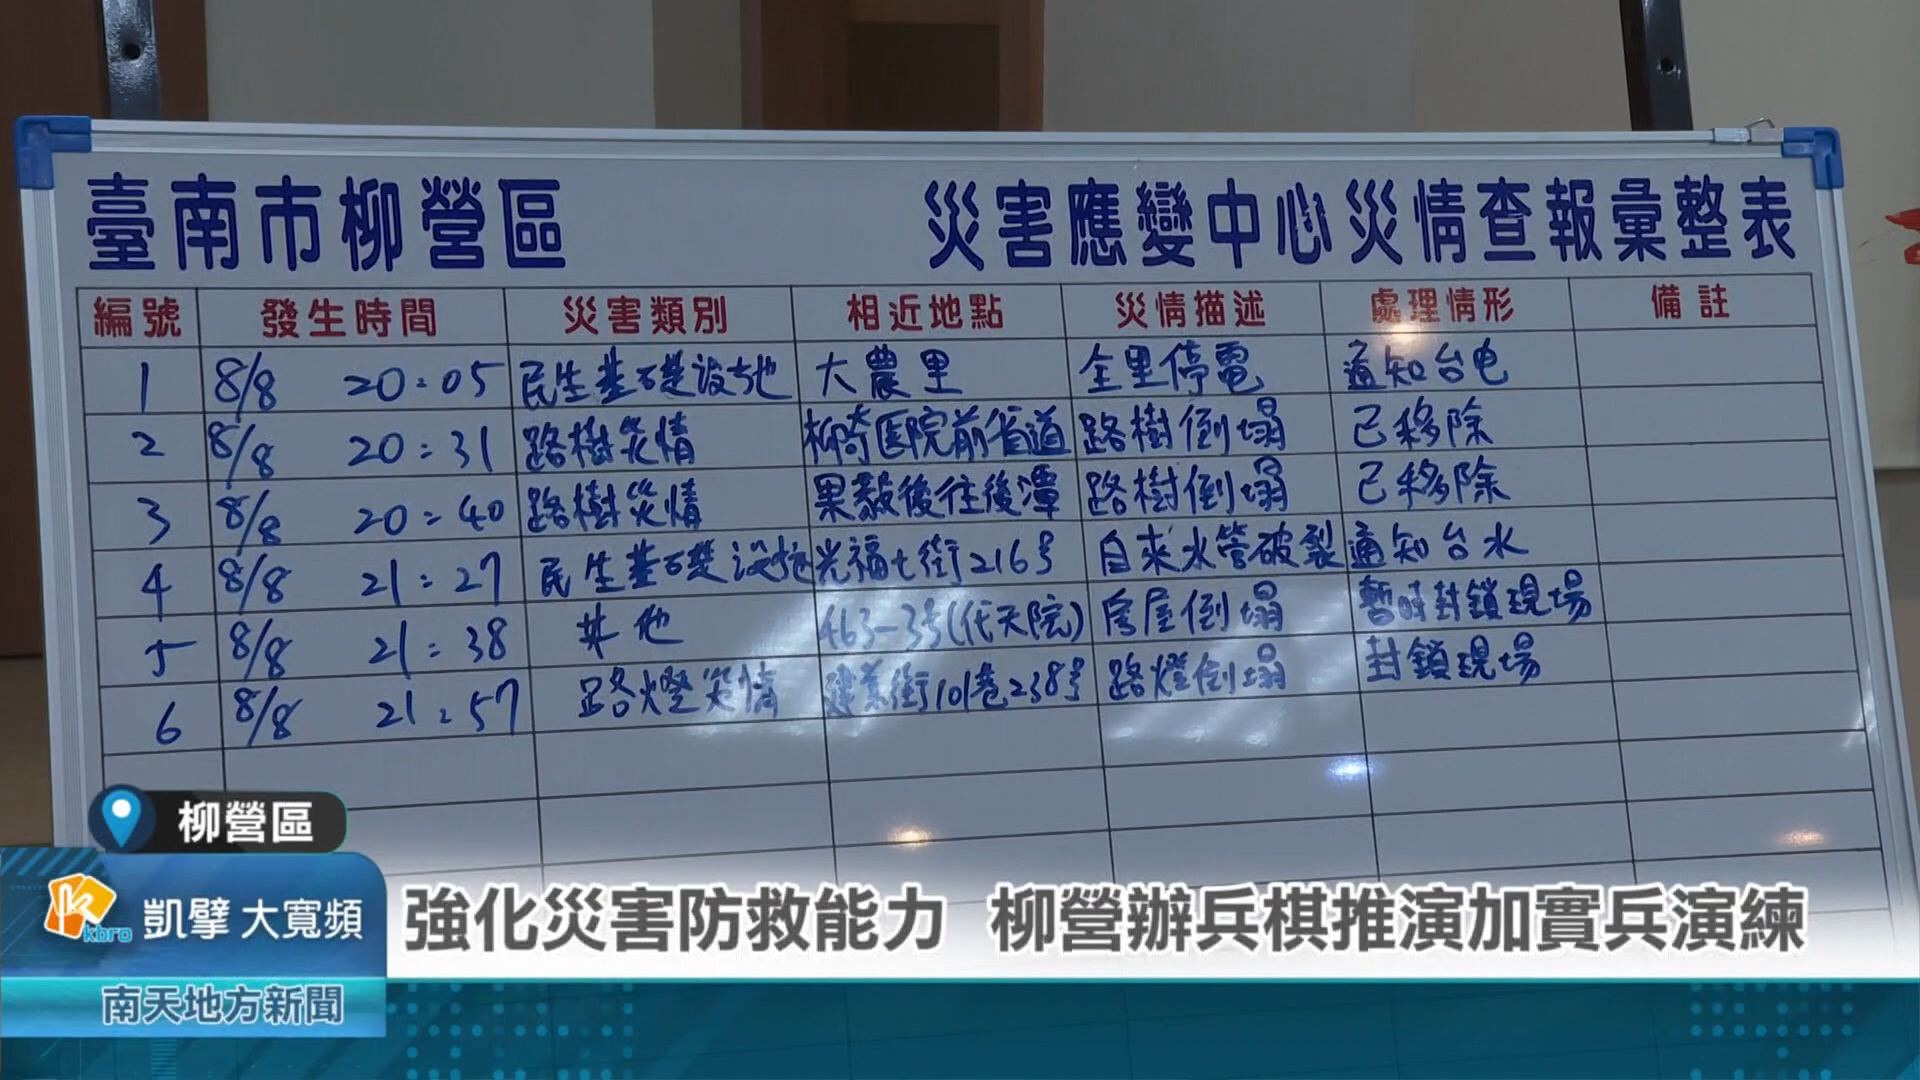 臺南市柳營區 災害應變中心災情查報彙整表
編號 發生時間 災害類別 相近地點 災情描述 處理情形 備註
1 8/8 20:05 民生基礎設施 大農里 全里停電 通知台电
2 8/8 20:31 路樹災情 柳奇医院前省道 路樹倒塌 已移除
3 8/8 20:40 路樹災情 果毅後往後潭 路樹倒塌 已移除
4 8/8 21:27 民生基礎設施 光福七街216号 自來水管破裂 通知台水
5 8/8 21:38 其他 463-3号(代天院) 房屋倒塌 暫時封鎖現場
6 8/8 21:57 路燈災情 建業街101巷238号 路燈倒塌 封鎖現場
柳營區
kbro 凱擘大寬頻
強化災害防救能力 柳營辦兵棋推演加實兵演練
南天地方新聞